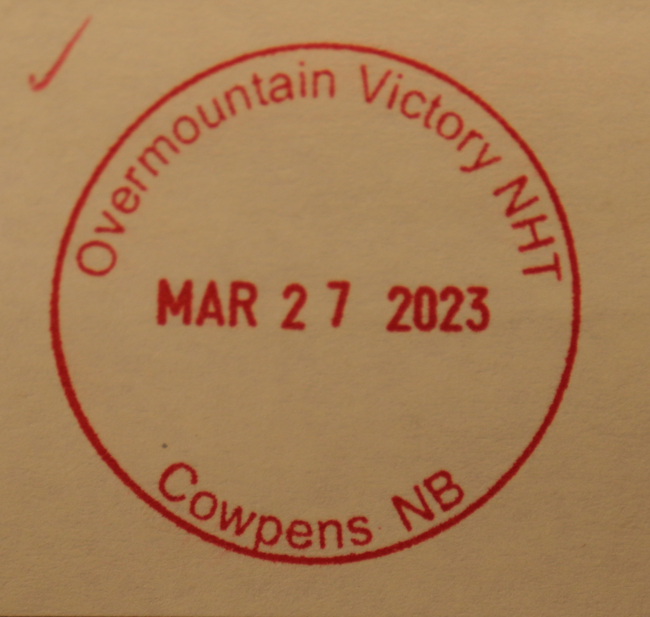 Overmountain Victory NHT
MAR 27 2023
Cowpens NB